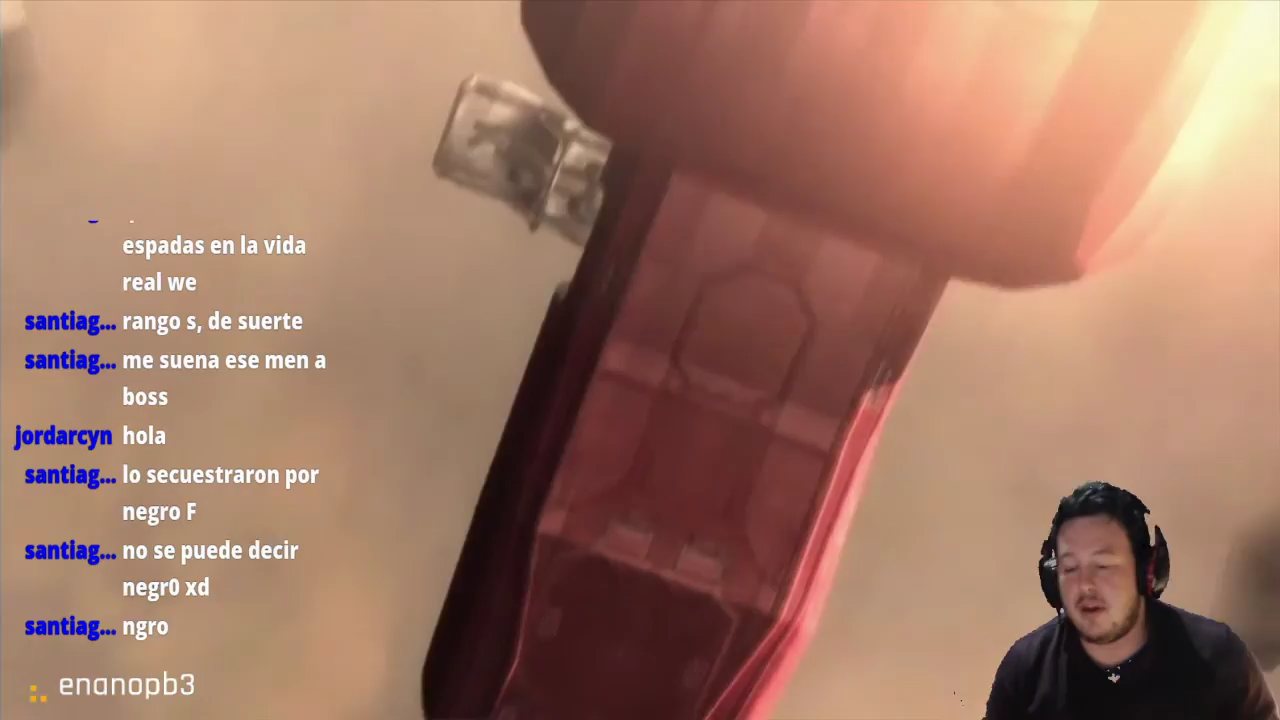 espadas en la vida
real we
santiag... rango s, de suerte
santiag... me suena ese men a
boss
jordarcyn hola
santiag... lo secuestraron por
negro F
santiag... no se puede decir
negr0 xd
santiag... ngro
enanopb3